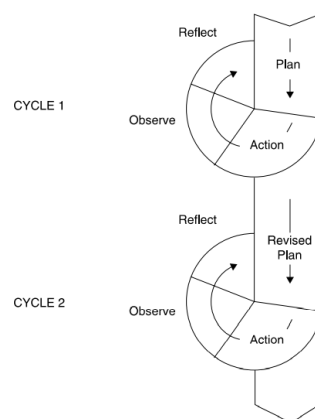 Reflect
Plan
CYCLE 1
Observe
Action
Reflect
Revised
Plan
CYCLE 2
Observe
Action